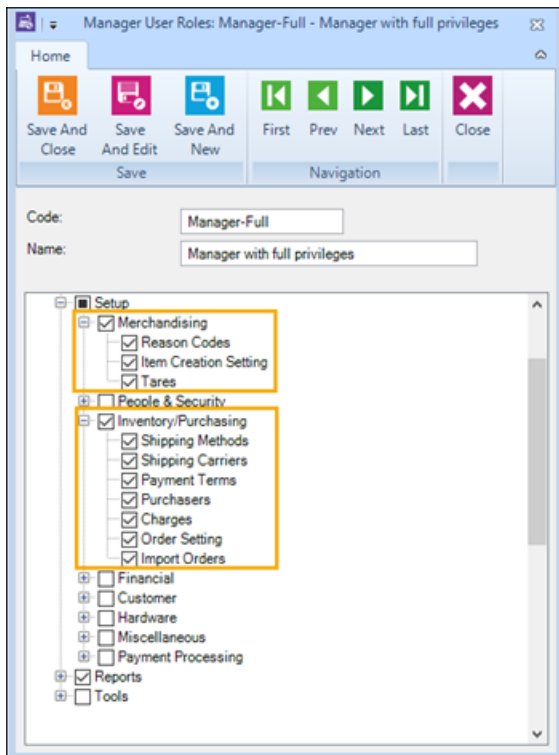 Manager User Roles: Manager-Full - Manager with full privileges
Home
Save And Close
Save And Edit
Save And New
First
Prev
Next
Last
Close
Save
Navigation
Code:
Manager-Full
Name:
Manager with full privileges
Setup
Merchandising
Reason Codes
Item Creation Setting
Tares
People & Security
Inventory/Purchasing
Shipping Methods
Shipping Carriers
Payment Terms
Purchasers
Charges
Order Setting
Import Orders
Financial
Customer
Hardware
Miscellaneous
Payment Processing
Reports
Tools